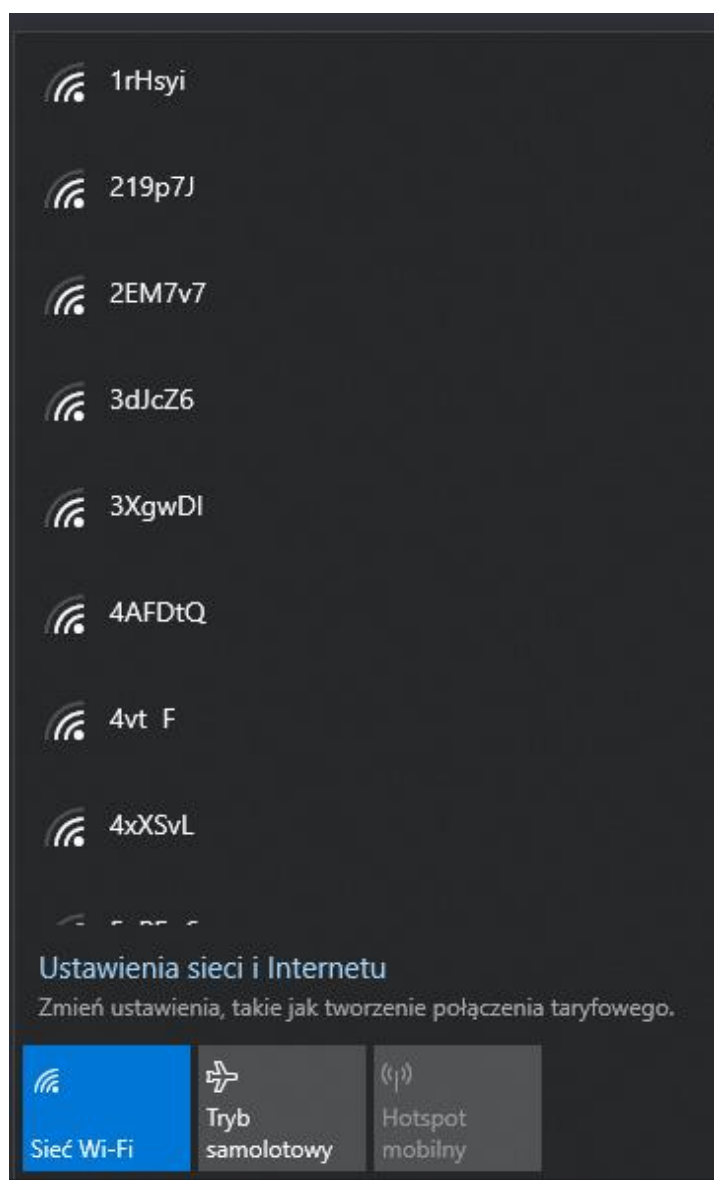 1rHsyi
219p7J
2EM7v7
3dJcZ6
3XgwDI
4AFDtQ
4vt F
4xXSvL
Ustawienia sieci i Internetu
Zmień ustawienia, takie jak tworzenie połączenia taryfowego.
Sieć Wi-Fi
Tryb
samolotowy
Hotspot
mobilny